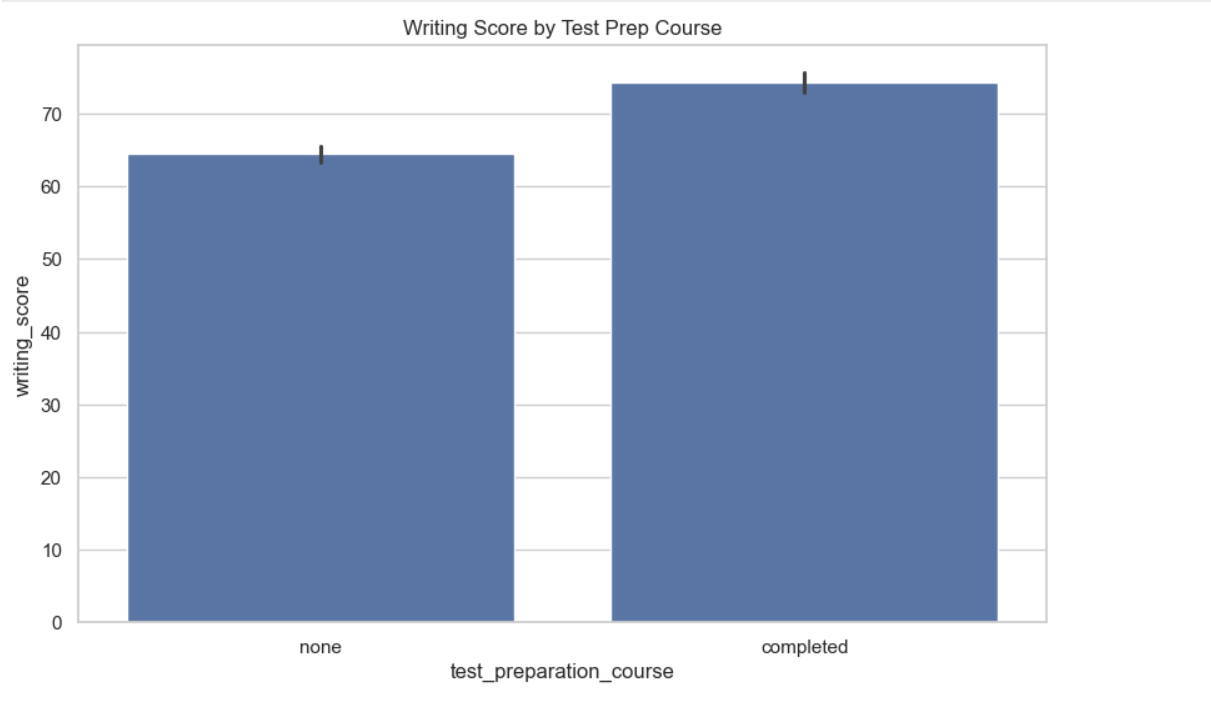 Writing Score by Test Prep Course
70
60
50
40
30
20
10
0
writing_score
none
completed
test_preparation_course